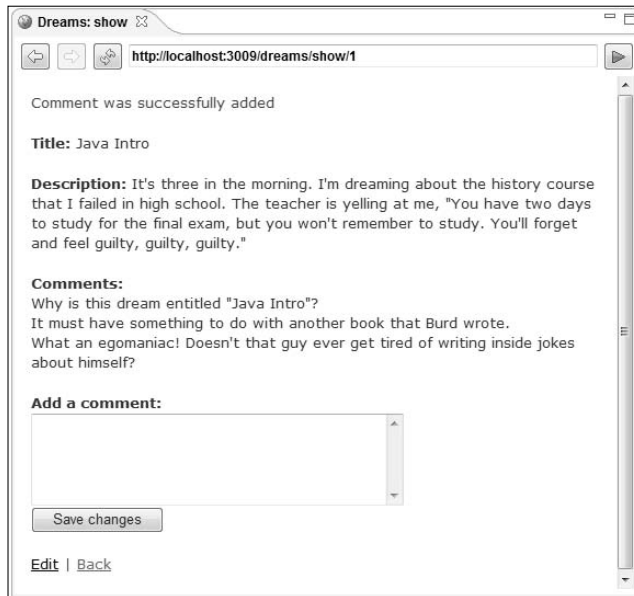 Dreams: show
http://localhost:3009/dreams/show/1
Comment was successfully added
Title: Java Intro
Description: It's three in the morning. I'm dreaming about the history course
that I failed in high school. The teacher is yelling at me, "You have two days
to study for the final exam, but you won't remember to study. You'll forget
and feel guilty, guilty, guilty."
Comments:
Why is this dream entitled "Java Intro"?
It must have something to do with another book that Burd wrote.
What an egomaniac! Doesn't that guy ever get tired of writing inside jokes
about himself?
Add a comment:
Save changes
Edit | Back